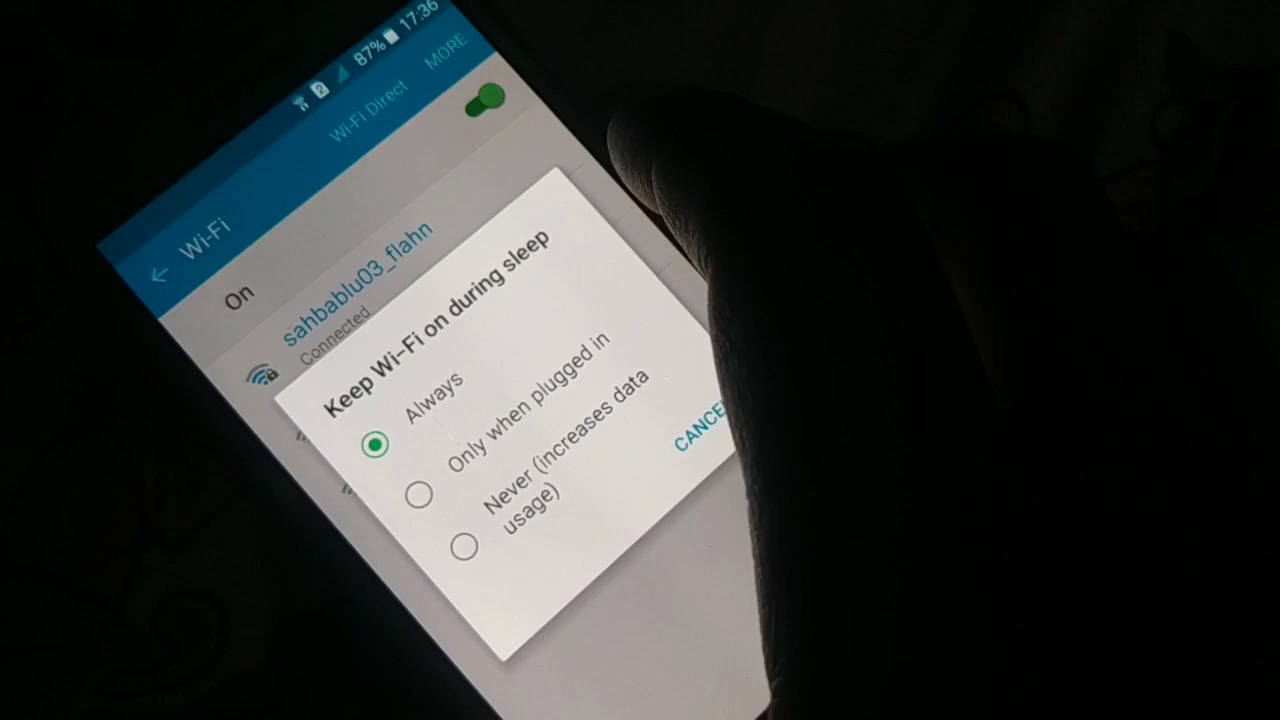 2 87% 17:36
Wi-Fi Wi-Fi Direct MORE
On
sahbablu03_flahn
Connected
Keep Wi-Fi on during sleep
Always
Only when plugged in
Never (increases data
usage)
CANCE